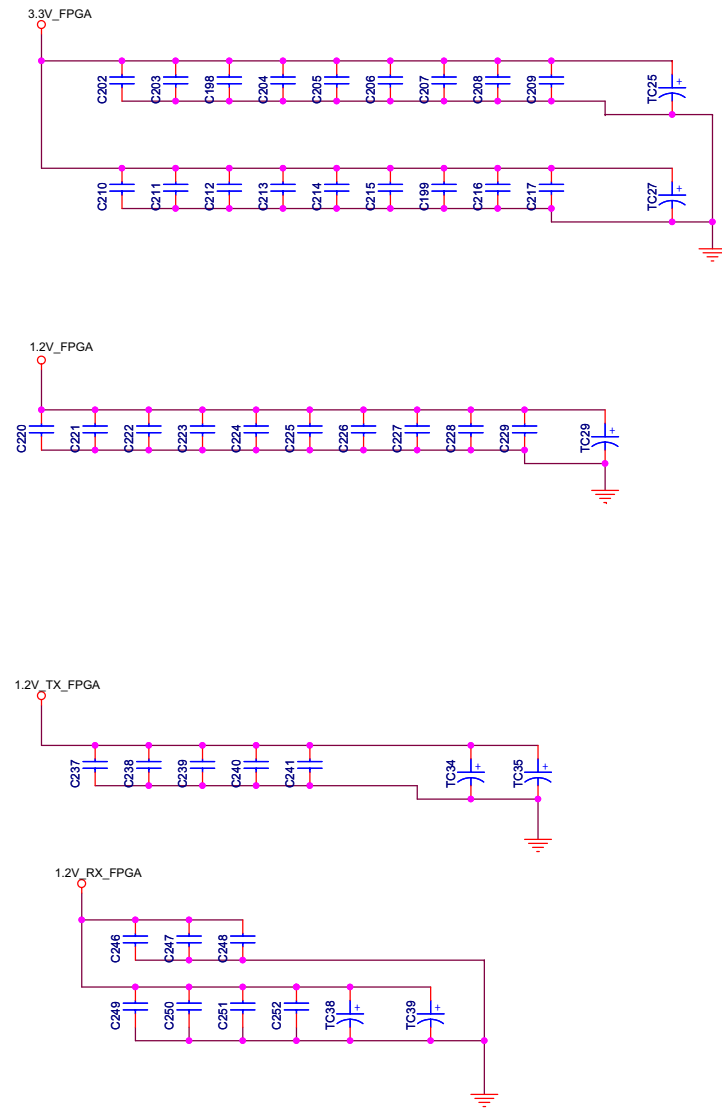 3.3V_FPGA
C202 C203 C198 C204 C205 C206 C207 C208 C209 TC25 +
C210 C211 C212 C213 C214 C215 C199 C216 C217 TC27 +
1.2V_FPGA
C220 C221 C222 C223 C224 C225 C226 C227 C228 C229 TC29 +
1.2V_TX_FPGA
C237 C238 C239 C240 C241 TC34 + TC35 +
1.2V_RX_FPGA
C246 C247 C248
C249 C250 C251 C252 TC38 + TC39 +